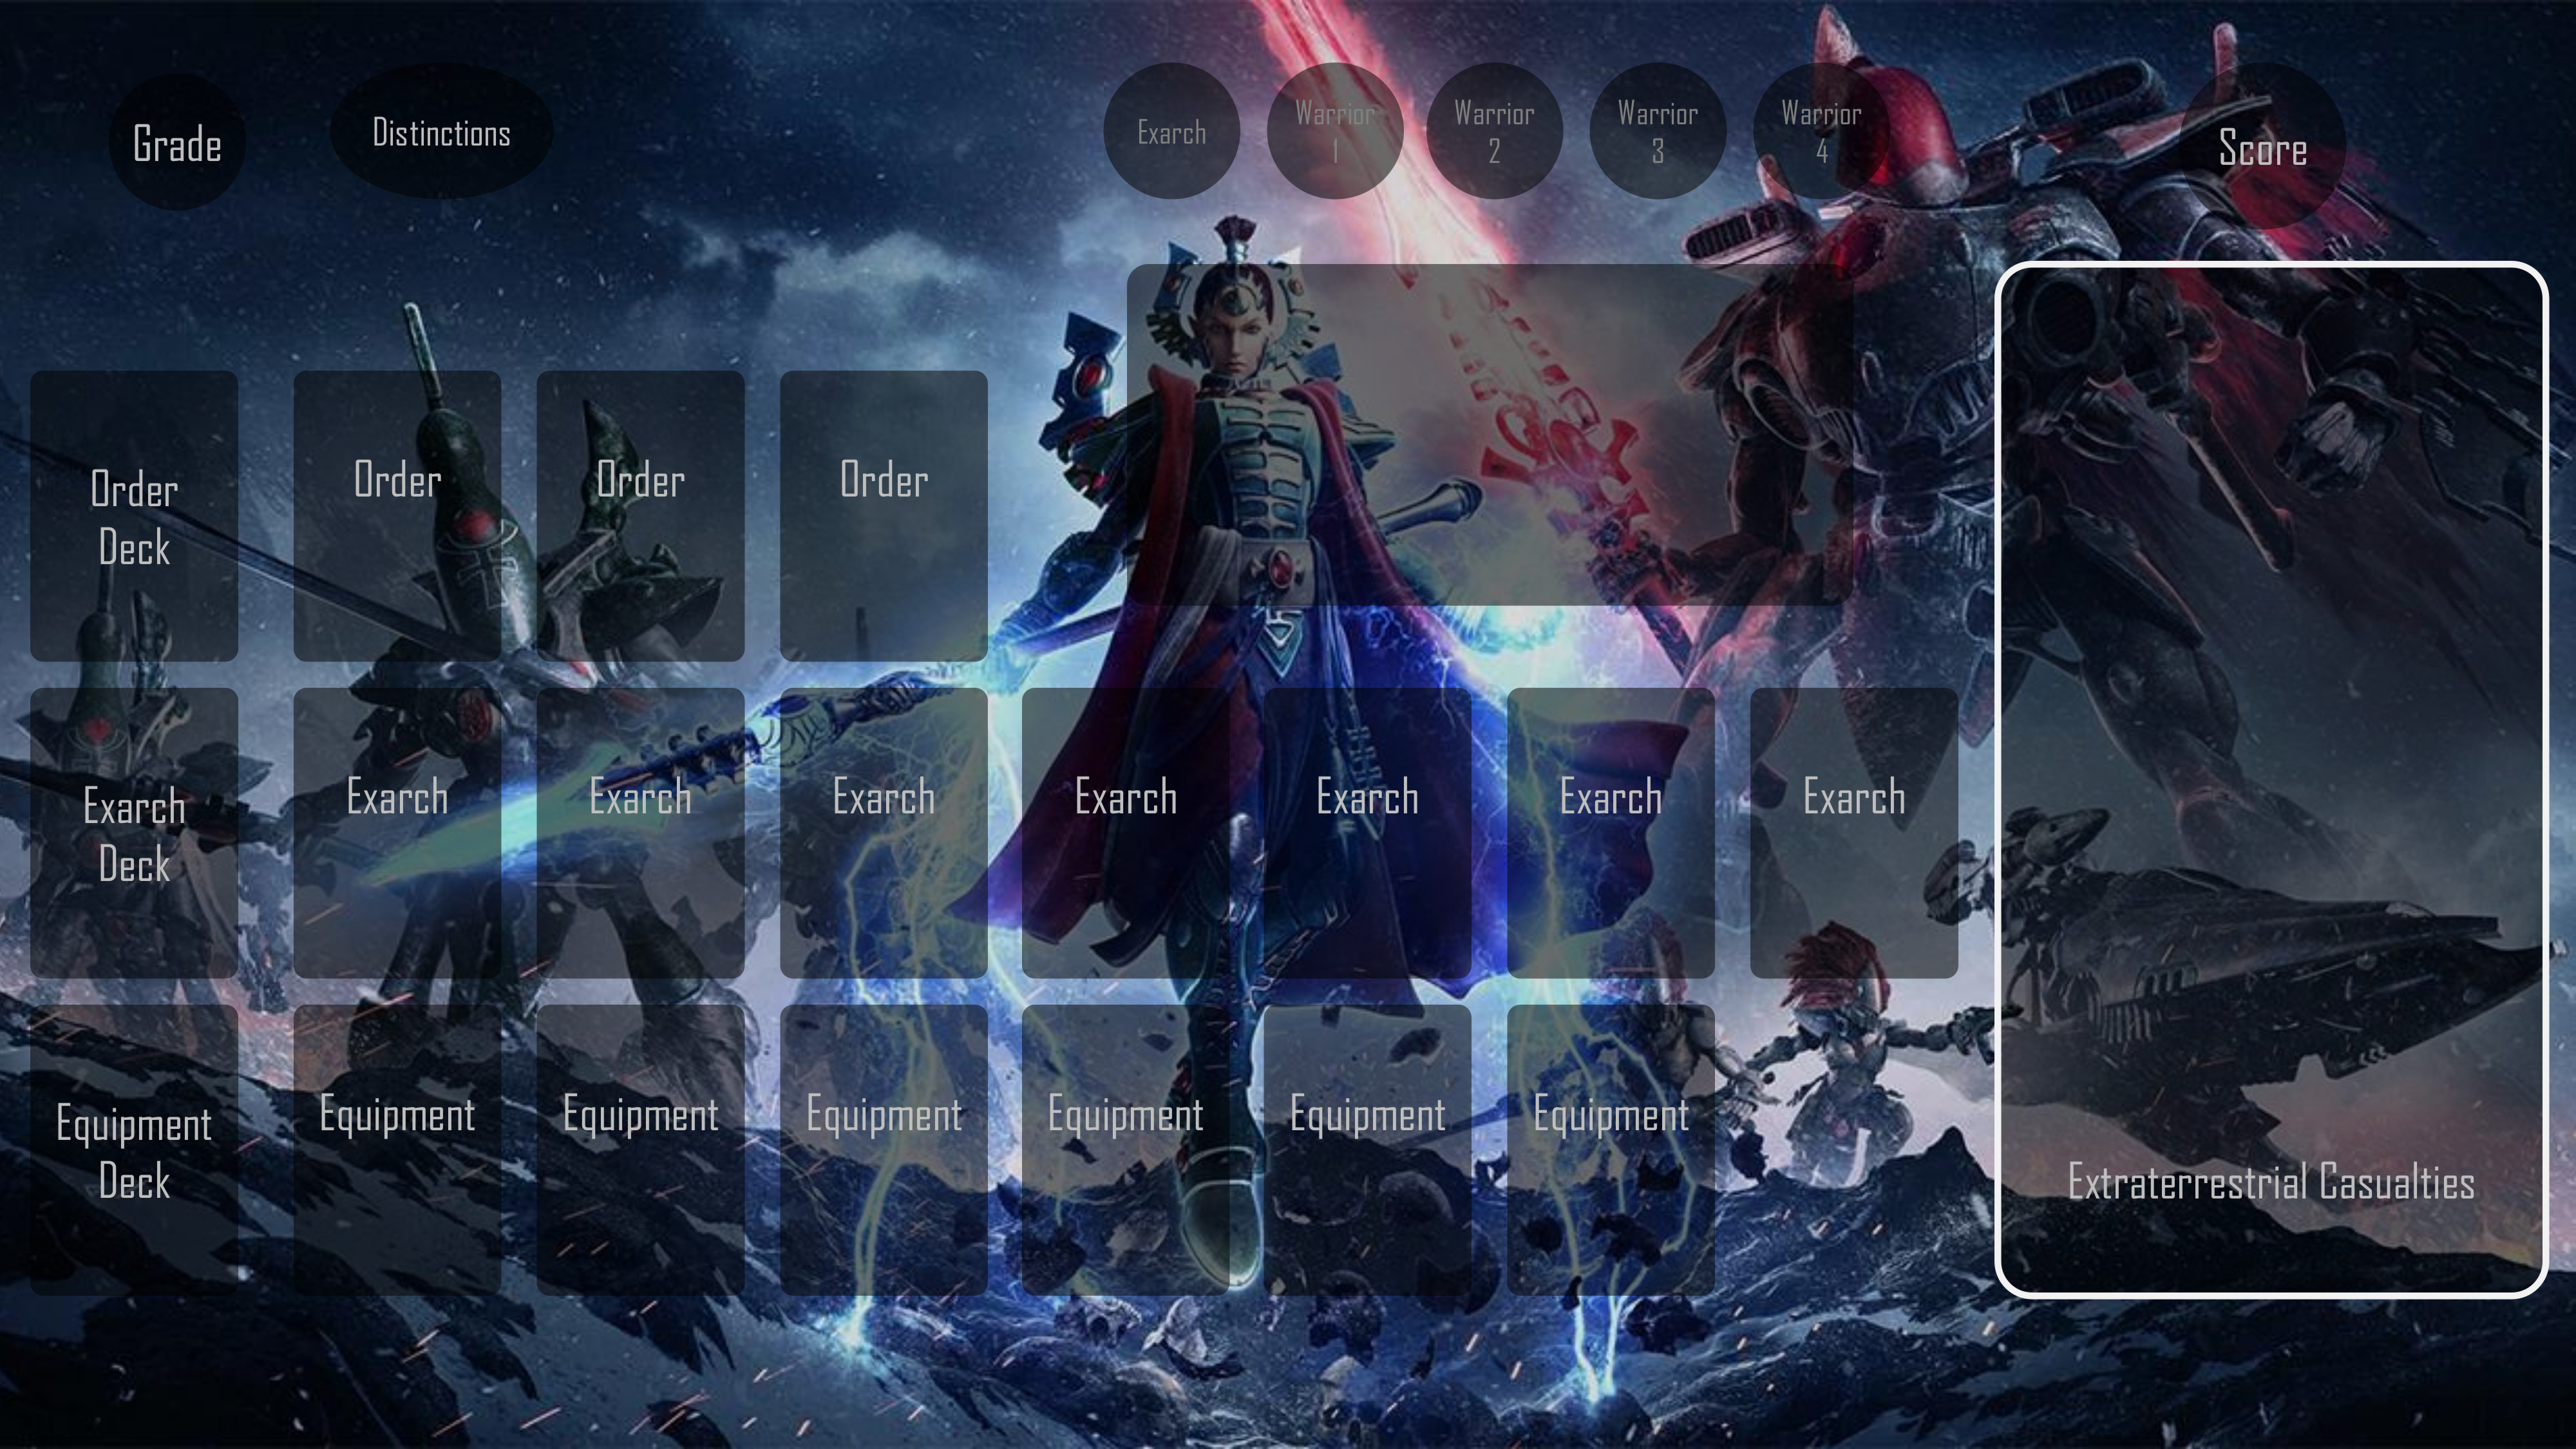 Grade
Distinctions
Exarch
Warrior
1
Warrior
2
Warrior
3
Warrior
4
Score
Order
Deck
Order
Order
Order
Exarch
Deck
Exarch
Exarch
Exarch
Exarch
Exarch
Exarch
Exarch
Equipment
Deck
Equipment
Equipment
Equipment
Equipment
Equipment
Equipment
Extraterrestrial Casualties